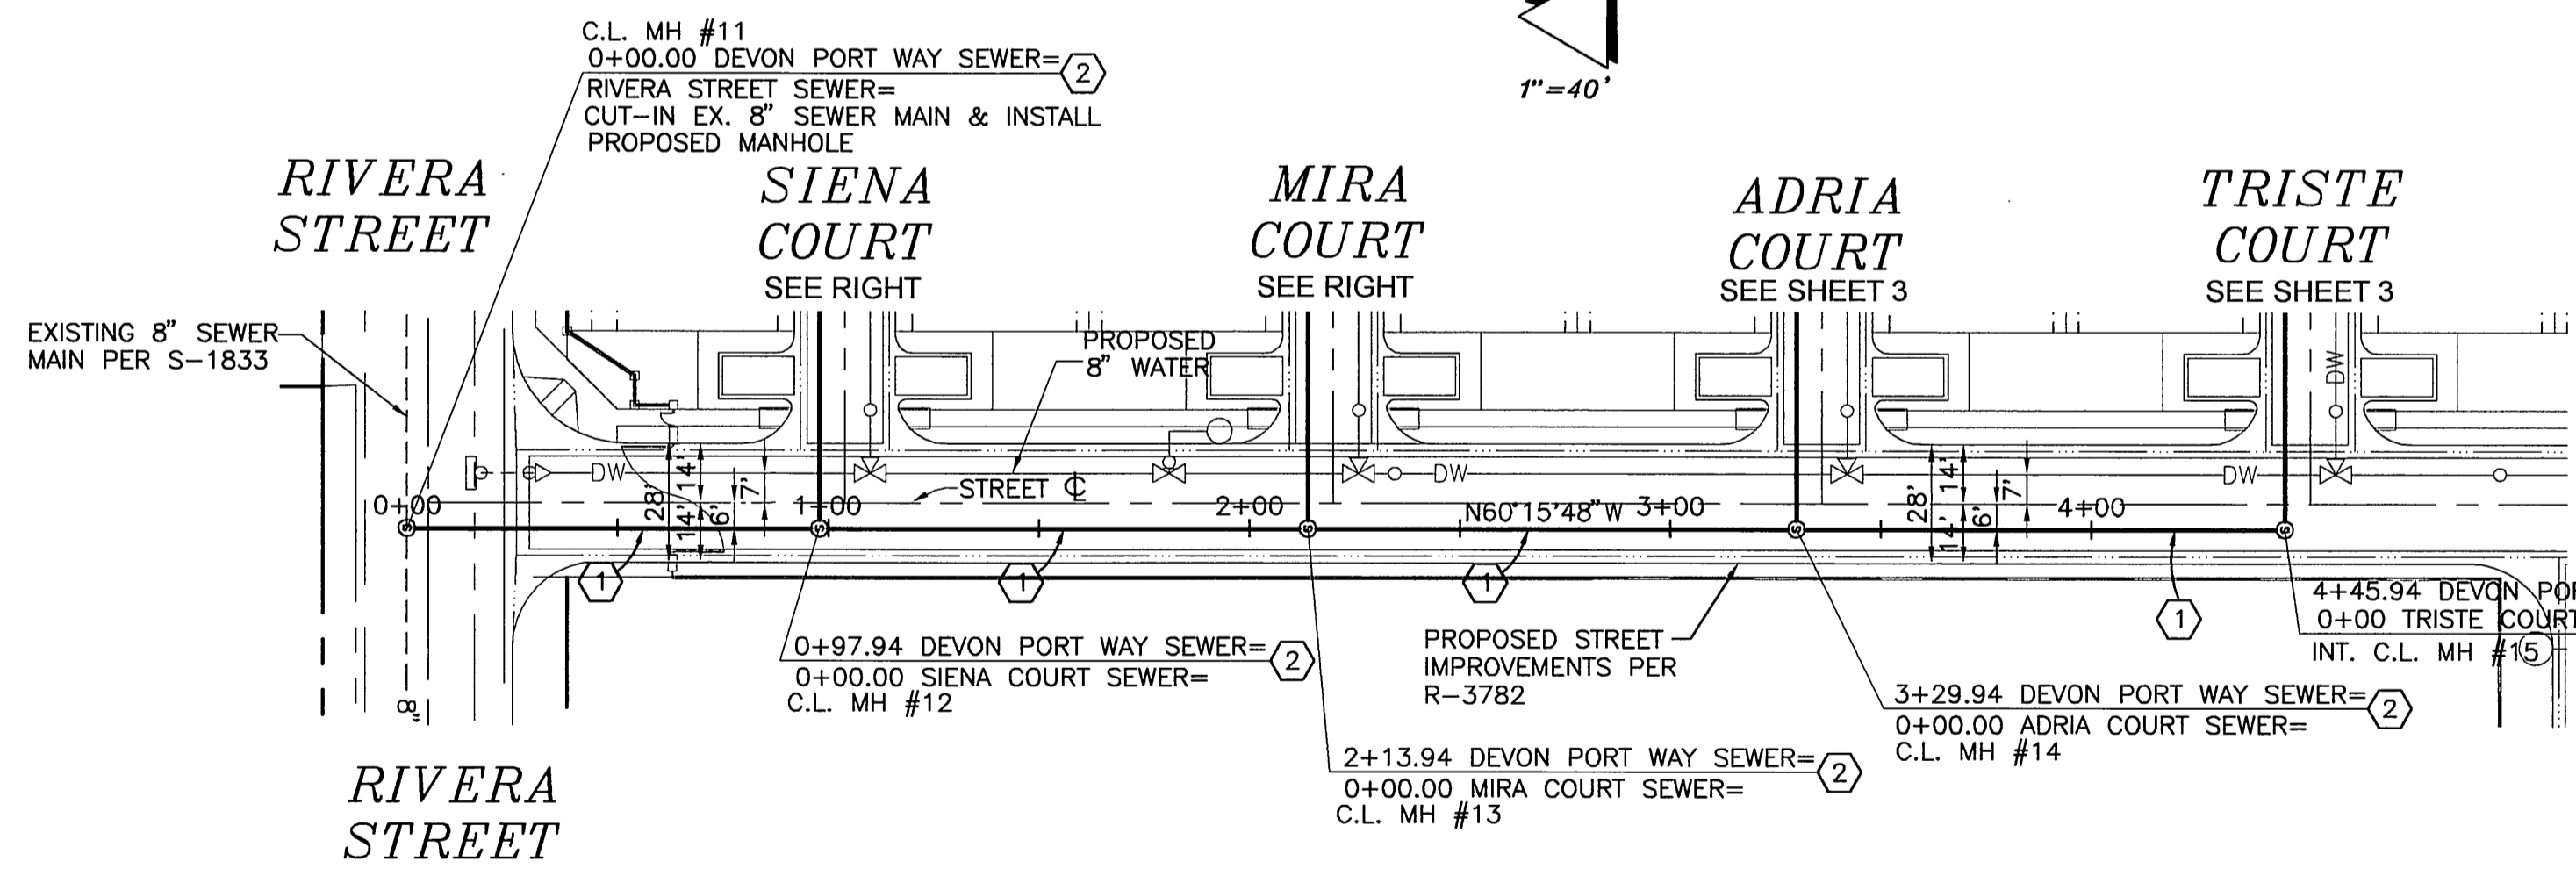 C.L. MH #11
0+00.00 DEVON PORT WAY SEWER=
2
RIVERA STREET SEWER=
CUT-IN EX. 8" SEWER MAIN & INSTALL
PROPOSED MANHOLE
1"=40'
RIVERA
STREET
SIENA
COURT
SEE RIGHT
MIRA
COURT
SEE RIGHT
ADRIA
COURT
SEE SHEET 3
TRISTE
COURT
SEE SHEET 3
EXISTING 8" SEWER
MAIN PER S-1833
PROPOSED
8" WATER
DW
DW
DW
DW
STREET ℄
28'
14'
14'
6'
7'
28'
14'
14'
6'
7'
0+00
1+00
2+00
N60°15'48"W
3+00
4+00
S
S
S
S
S
1
1
1
1
8"
0+97.94 DEVON PORT WAY SEWER=
2
0+00.00 SIENA COURT SEWER=
C.L. MH #12
PROPOSED STREET
IMPROVEMENTS PER
R-3782
2+13.94 DEVON PORT WAY SEWER=
2
0+00.00 MIRA COURT SEWER=
C.L. MH #13
3+29.94 DEVON PORT WAY SEWER=
2
0+00.00 ADRIA COURT SEWER=
C.L. MH #14
4+45.94 DEVON POR
0+00 TRISTE COURT
INT. C.L. MH #15
RIVERA
STREET